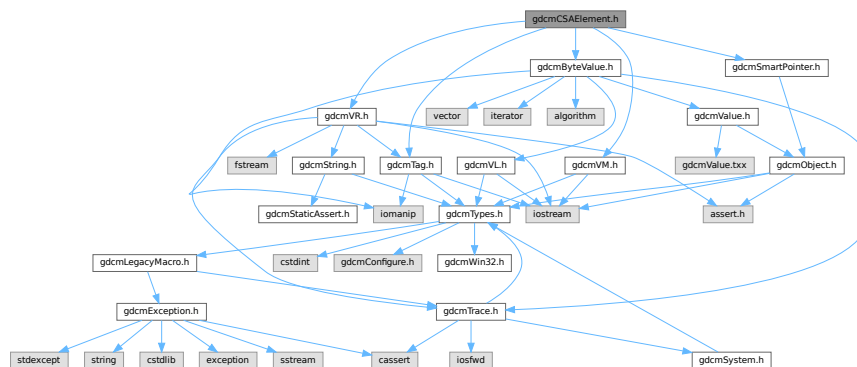 gdcmCSAElement.h
gdcmByteValue.h
gdcmSmartPointer.h
gdcmVR.h
vector
iterator
algorithm
gdcmValue.h
fstream
gdcmString.h
gdcmTag.h
gdcmVL.h
gdcmVM.h
gdcmValue.txx
gdcmObject.h
gdcmStaticAssert.h
iomanip
gdcmTypes.h
iostream
assert.h
gdcmLegacyMacro.h
cstdint
gdcmConfigure.h
gdcmWin32.h
gdcmException.h
gdcmTrace.h
stdexcept
string
cstdlib
exception
sstream
cassert
iosfwd
gdcmSystem.h